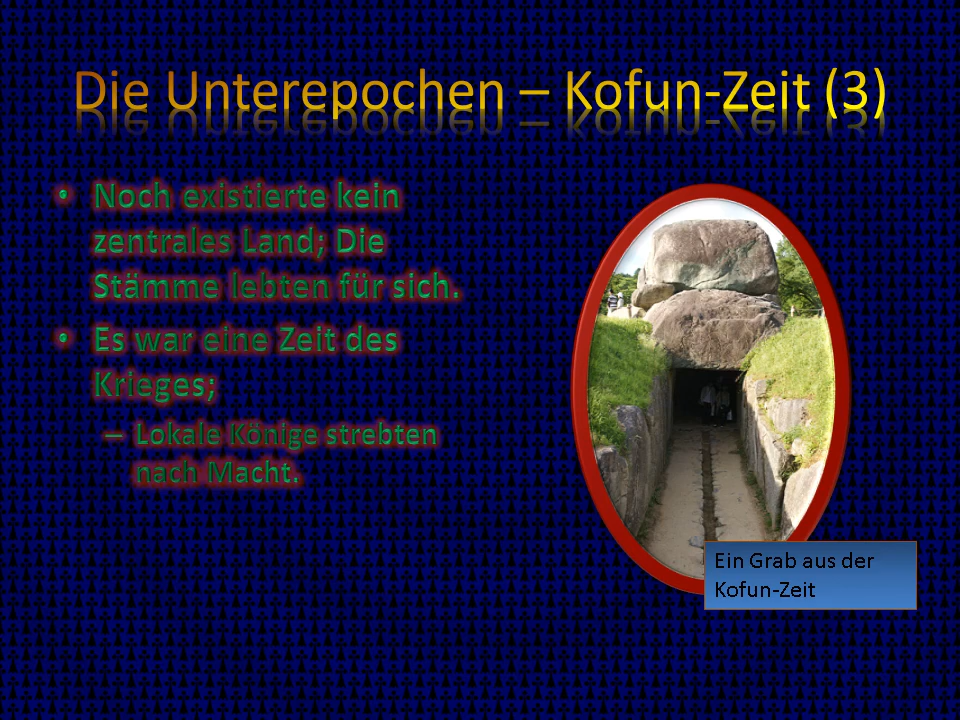 Die Unterepochen – Kofun-Zeit (3)
• Noch existierte kein
zentrales Land; Die
Stämme lebten für sich.
• Es war eine Zeit des
Krieges;
– Lokale Könige strebten
nach Macht.
Ein Grab aus der
Kofun-Zeit